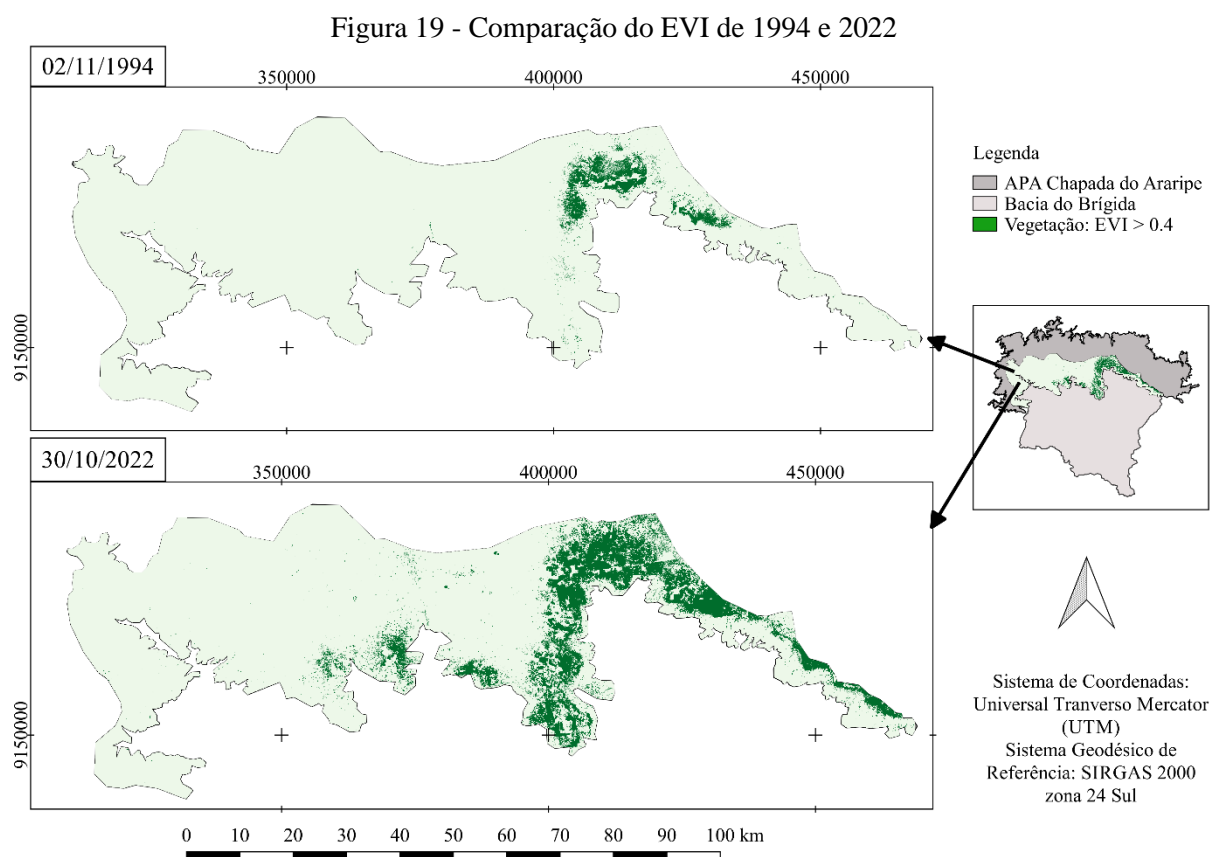 Figura 19 - Comparação do EVI de 1994 e 2022
02/11/1994
350000
400000
450000
9150000
Legenda
APA Chapada do Araripe
Bacia do Brígida
Vegetação: EVI > 0.4
30/10/2022
350000
400000
450000
9150000
Sistema de Coordenadas:
Universal Tranverso Mercator
(UTM)
Sistema Geodésico de
Referência: SIRGAS 2000
zona 24 Sul
0 10 20 30 40 50 60 70 80 90 100 km